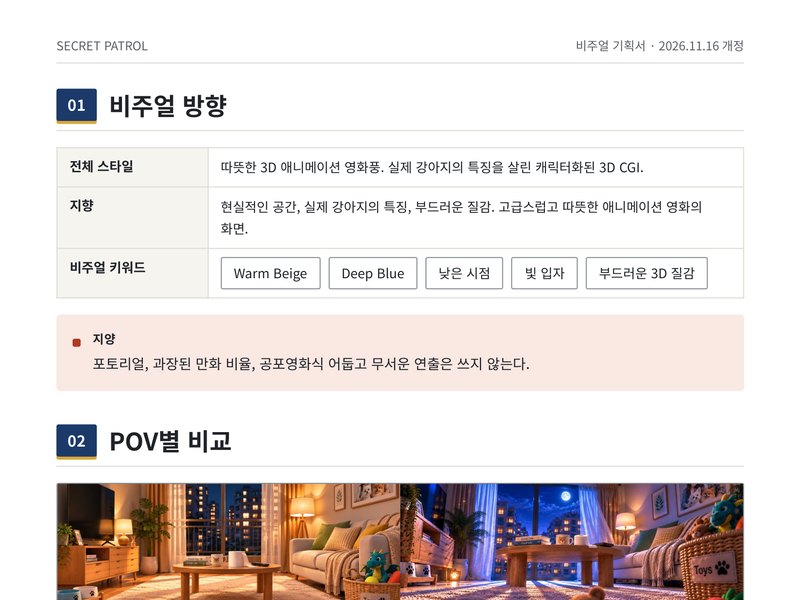 SECRET PATROL
비주얼 기획서 · 2026.11.16 개정
01 비주얼 방향
전체 스타일 따뜻한 3D 애니메이션 영화풍. 실제 강아지의 특징을 살린 캐릭터화된 3D CGI.
지향 현실적인 공간, 실제 강아지의 특징, 부드러운 질감. 고급스럽고 따뜻한 애니메이션 영화의
화면.
비주얼 키워드 Warm Beige Deep Blue 낮은 시점 빛 입자 부드러운 3D 질감
지양
포토리얼, 과장된 만화 비율, 공포영화식 어둡고 무서운 연출은 쓰지 않는다.
02 POV별 비교
Toys